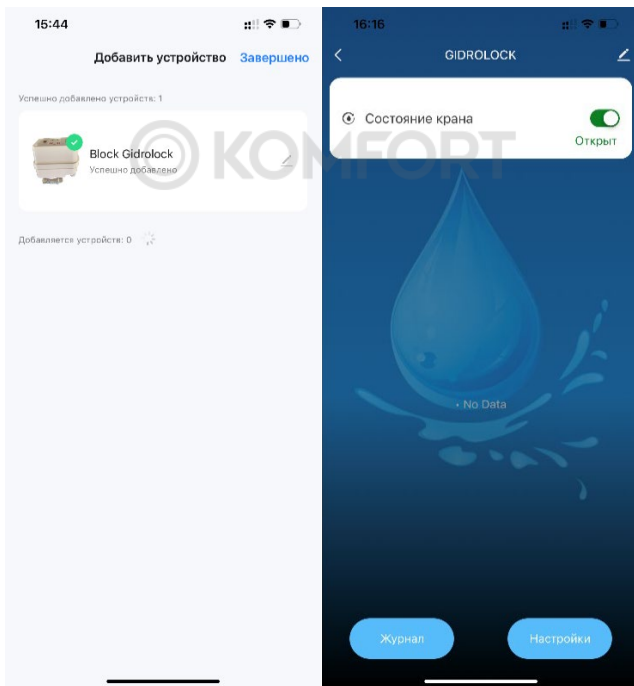 15:44
Добавить устройство Завершено
Успешно добавлено устройств: 1
Block Gidrolock
Успешно добавлено
Добавляется устройств: 0
16:16
GIDROLOCK
Состояние крана
Открыт
No Data
Журнал
Настройки
KOMFORT